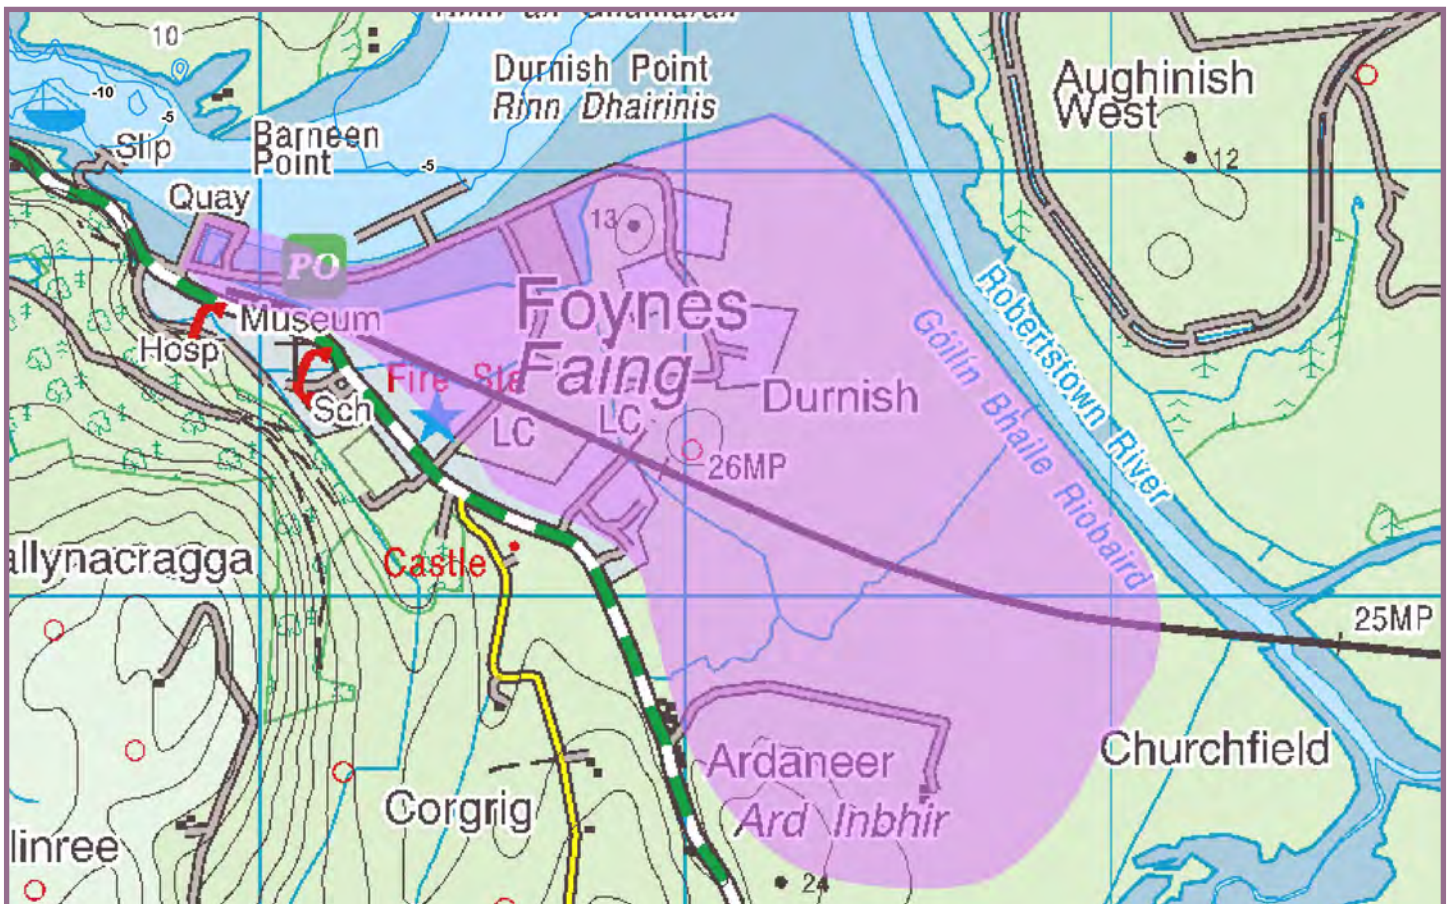 10
Durnish Point
Rinn Dhairinis
Aughinish
West
-10
-5
Slip
Barneen
Point
-5
12
Quay
13
PO
Foynes
Faing
Museum
Hosp
Fire Sta
Sch
LC
LC
Durnish
26MP
Robertstown River
Góilín Bhaile Riobaird
Castle
allynacragga
25MP
Ardaneer
Ard Inbhir
Churchfield
Corgrig
linree
24